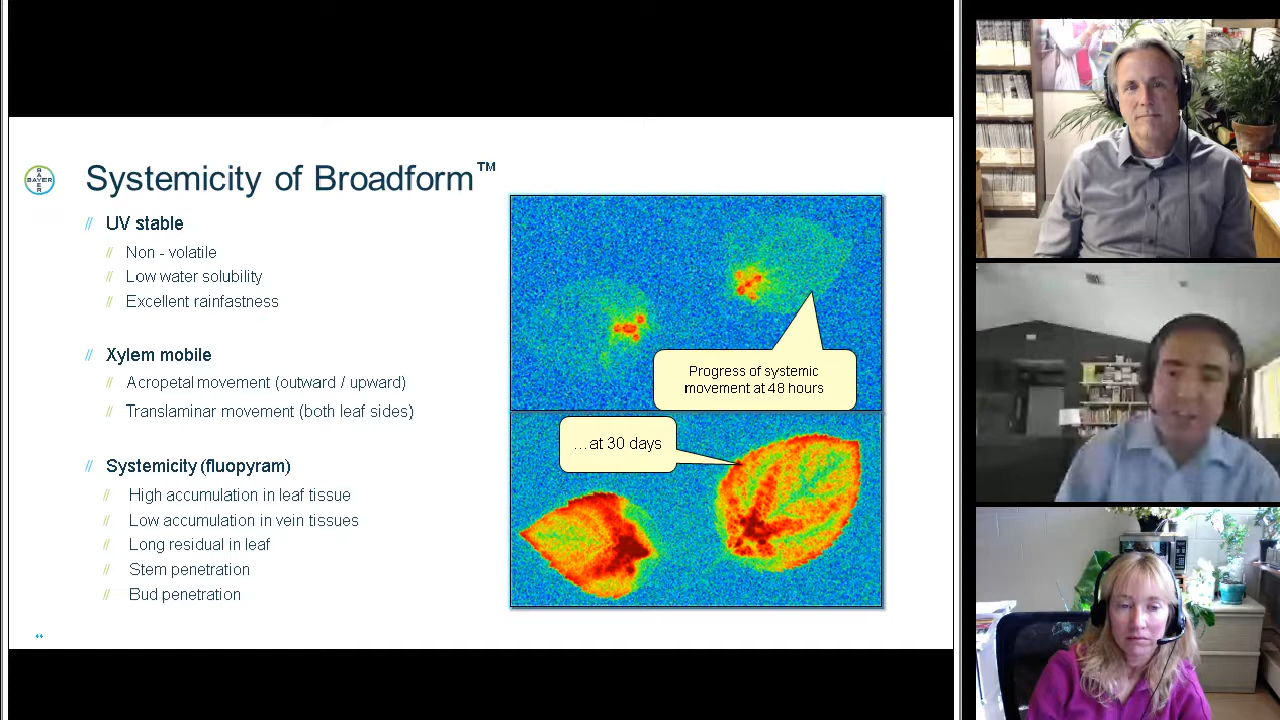 Systemicity of Broadform™
BAYER
BAYER
// UV stable
// Non - volatile
// Low water solubility
// Excellent rainfastness
// Xylem mobile
// Acropetal movement (outward / upward)
// Translaminar movement (both leaf sides)
// Systemicity (fluopyram)
// High accumulation in leaf tissue
// Low accumulation in vein tissues
// Long residual in leaf
// Stem penetration
// Bud penetration
Progress of systemic
movement at 48 hours
…at 30 days